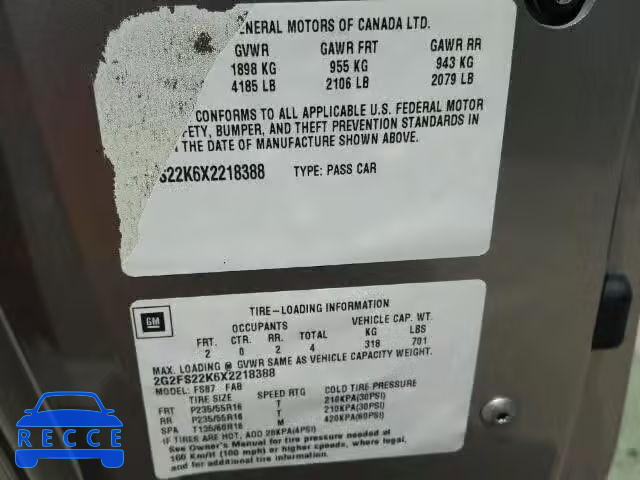 ENERAL MOTORS OF CANADA LTD.
GVWR GAWR FRT GAWR RR
1898 KG 955 KG 943 KG
4185 LB 2106 LB 2079 LB
CONFORMS TO ALL APPLICABLE U.S. FEDERAL MOTOR
FETY, BUMPER, AND THEFT PREVENTION STANDARDS IN
N THE DATE OF MANUFACTURE SHOWN ABOVE.
S22K6X2218388 TYPE: PASS CAR
GM
TIRE-LOADING INFORMATION
OCCUPANTS VEHICLE CAP. WT.
FRT. CTR. RR. TOTAL KG LBS
2 0 2 4 318 701
MAX. LOADING @ GVWR SAME AS VEHICLE CAPACITY WEIGHT.
2G2FS22K6X2218388
MODEL: FS87 FAB
TIRE SIZE SPEED RTG COLD TIRE PRESSURE
FRT P235/55R16 T 210KPA(30PSI)
RR P235/55R16 T 210KPA(30PSI)
SPA T135/60R16 M 420KPA(60PSI)
IF TIRES ARE HOT, ADD 28KPA(4PSI)
See Owner's Manual for tire pressure needed at
160 Km/H (100 mph) or higher speeds, where legal,
and for additional tire information.